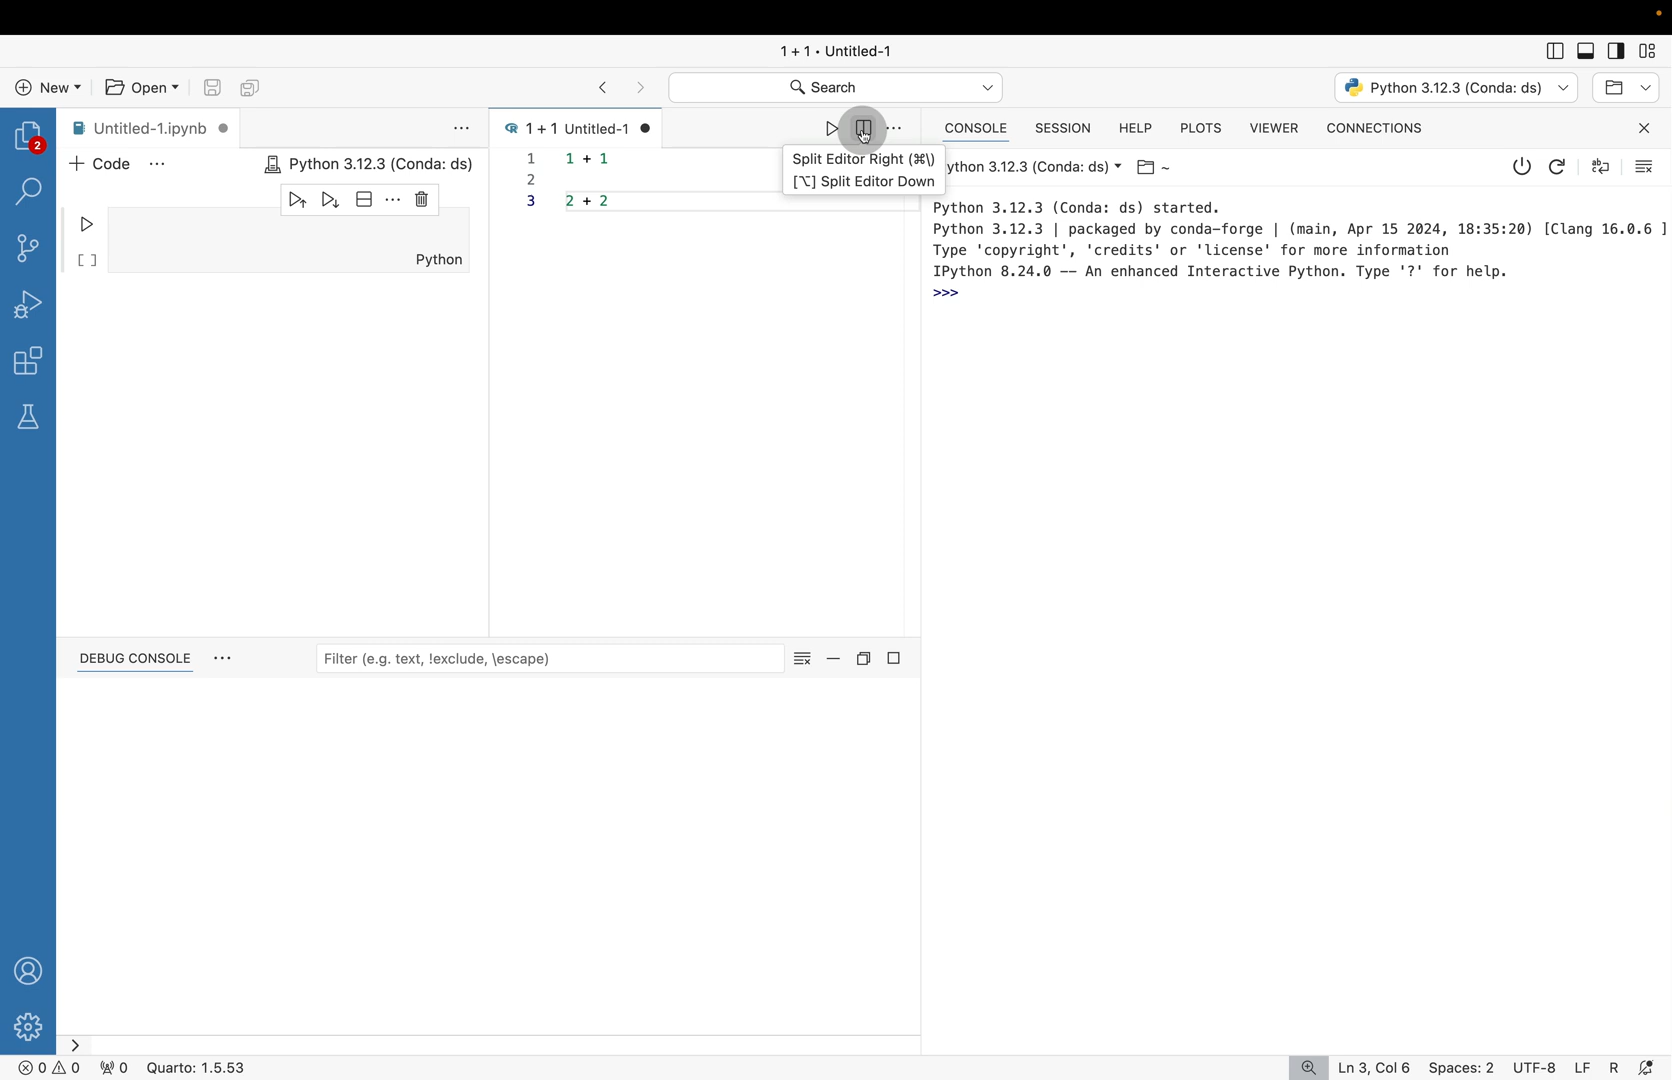 1 + 1 • Untitled-1
New
Open
Search
Python 3.12.3 (Conda: ds)
2
Untitled-1.ipynb
+ Code
Python 3.12.3 (Conda: ds)
[ ]
Python
1 + 1 Untitled-1
1 1 + 1
2
3 2 + 2
Split Editor Right (⌘\)
[⌥] Split Editor Down
CONSOLE SESSION HELP PLOTS VIEWER CONNECTIONS
ython 3.12.3 (Conda: ds) ~
Python 3.12.3 (Conda: ds) started.
Python 3.12.3 | packaged by conda-forge | (main, Apr 15 2024, 18:35:20) [Clang 16.0.6 ]
Type 'copyright', 'credits' or 'license' for more information
IPython 8.24.0 -- An enhanced Interactive Python. Type '?' for help.
>>>
DEBUG CONSOLE
Filter (e.g. text, !exclude, \escape)
0 0 0 Quarto: 1.5.53
Ln 3, Col 6 Spaces: 2 UTF-8 LF R